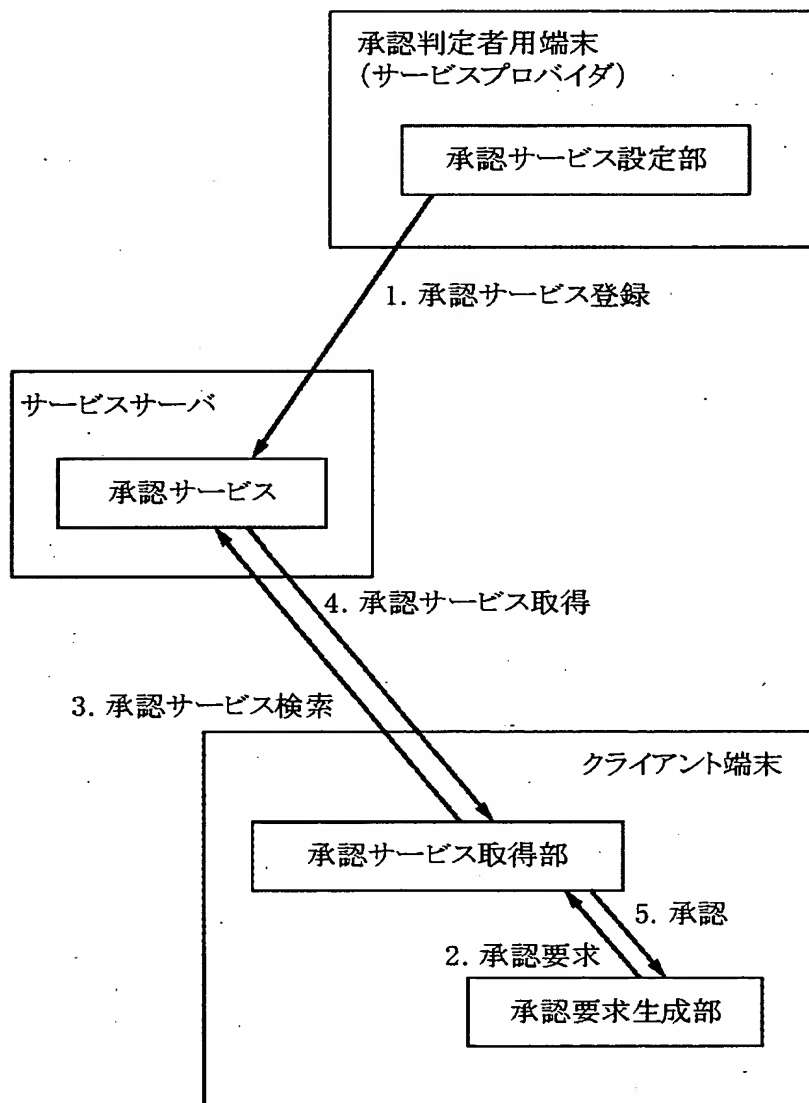 承認判定者用端末
(サービスプロバイダ)
承認サービス設定部
1. 承認サービス登録
サービスサーバ
承認サービス
4. 承認サービス取得
3. 承認サービス検索
クライアント端末
承認サービス取得部
5. 承認
2. 承認要求
承認要求生成部